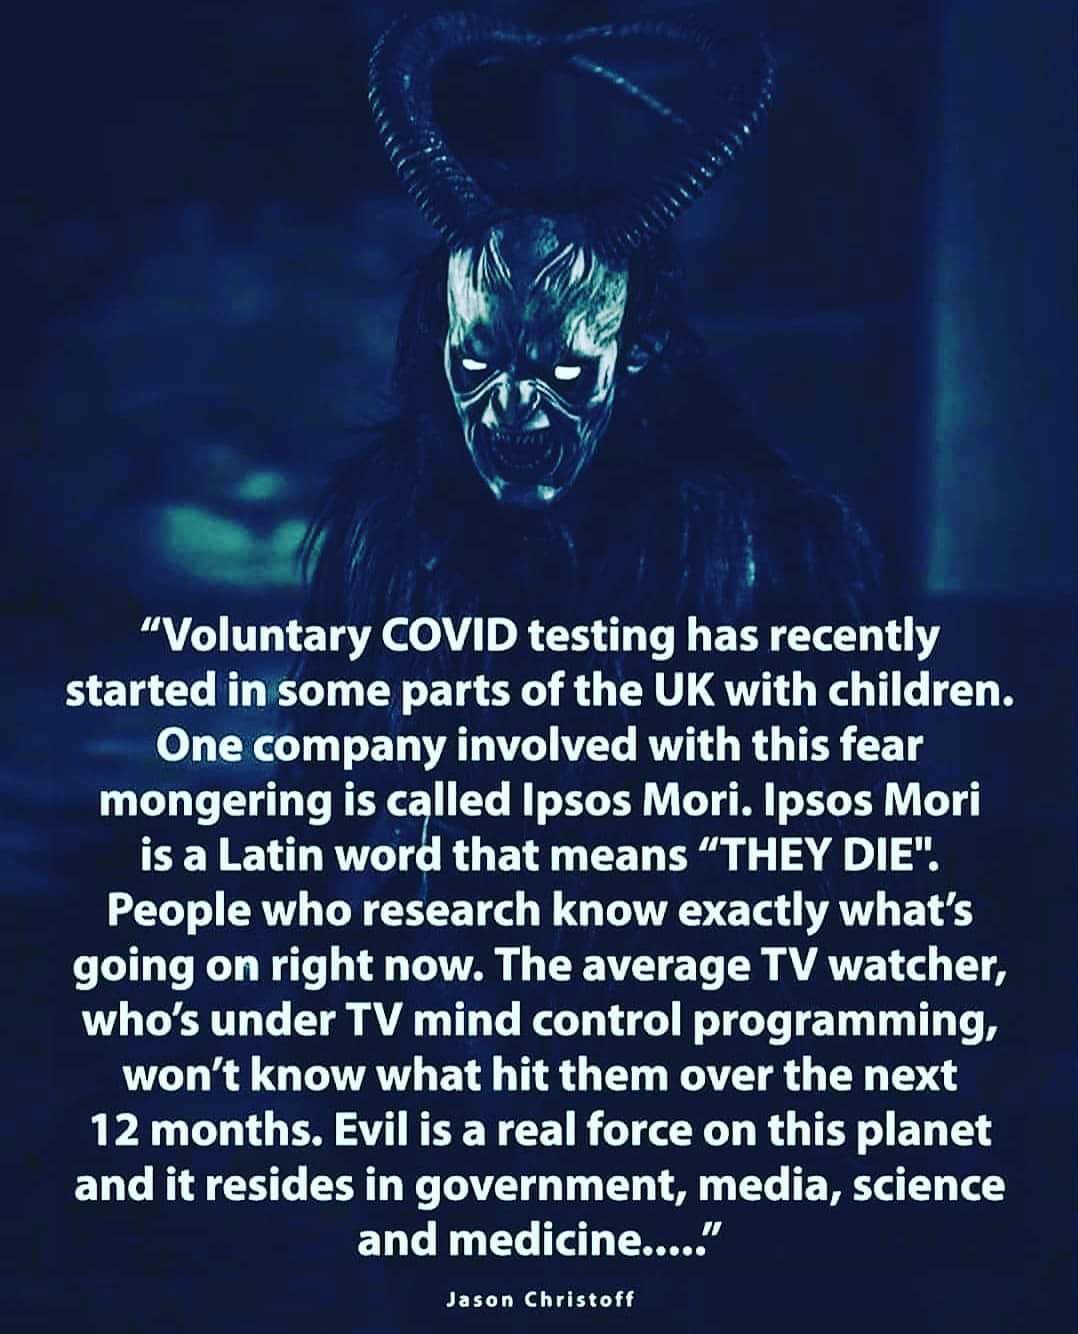 “Voluntary COVID testing has recently
started in some parts of the UK with children.
One company involved with this fear
mongering is called Ipsos Mori. Ipsos Mori
is a Latin word that means “THEY DIE".
People who research know exactly what’s
going on right now. The average TV watcher,
who’s under TV mind control programming,
won’t know what hit them over the next
12 months. Evil is a real force on this planet
and it resides in government, media, science
and medicine.....”
Jason Christoff